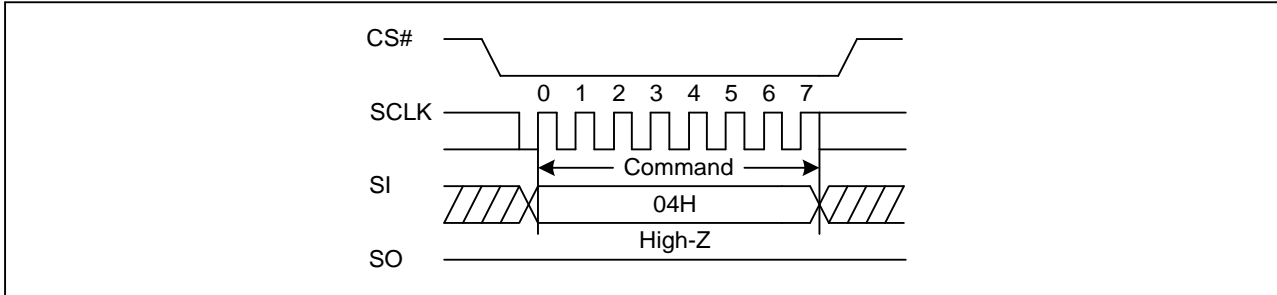 CS#
0 1 2 3 4 5 6 7
SCLK
Command
SI
04H
High-Z
SO